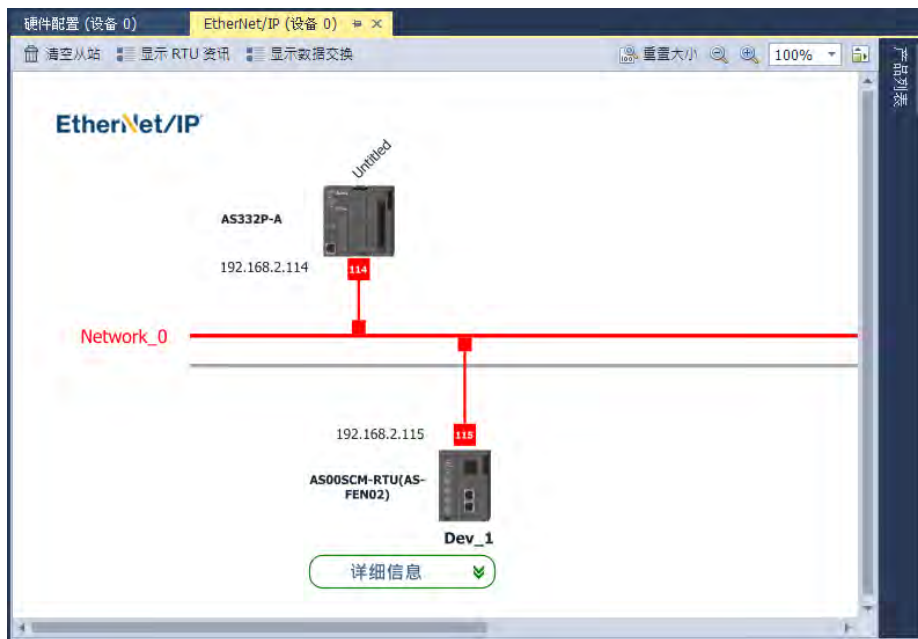 硬件配置 (设备 0)
EtherNet/IP (设备 0)
清空从站
显示 RTU 资讯
显示数据交换
重置大小
100%
产品列表
EtherNet/IP
Untitled
AS332P-A
192.168.2.114
114
Network_0
192.168.2.115
115
AS00SCM-RTU(AS-
FEN02)
Dev_1
详细信息